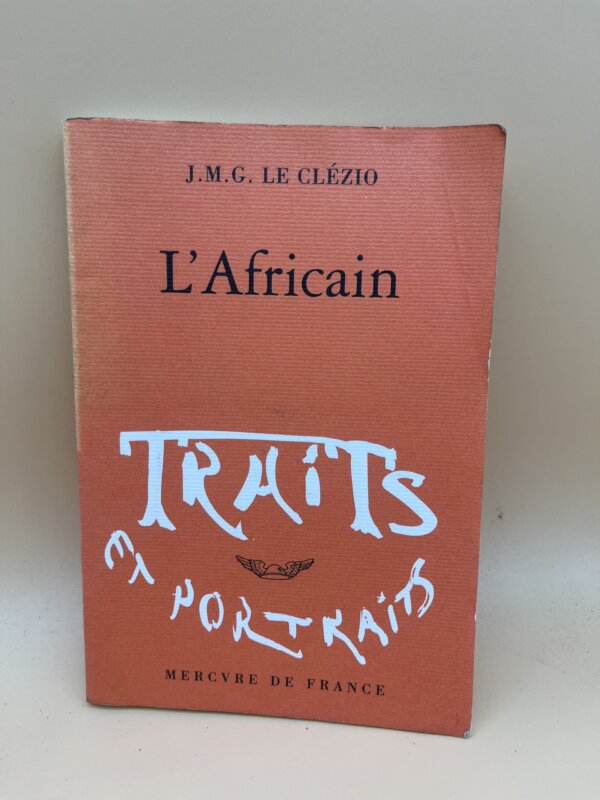 J.M.G. LE CLÉZIO
L'Africain
TRAiTS
ET PORTRAiTS
MERCVRE DE FRANCE